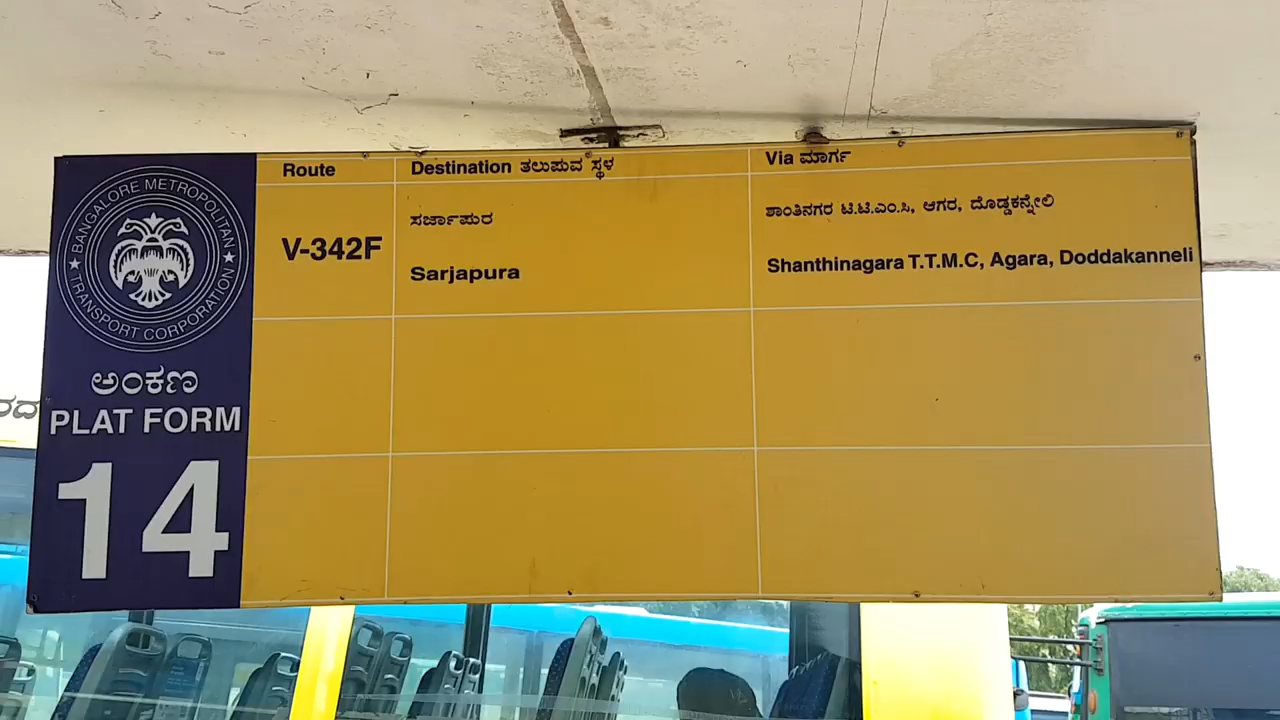 BANGALORE METROPOLITAN
TRANSPORT CORPORATION
ಅಂಕಣ
PLAT FORM
14
Route
Destination ತಲುಪುವ ಸ್ಥಳ
Via ಮಾರ್ಗ
V-342F
ಸರ್ಜಾಪುರ
Sarjapura
ಶಾಂತಿನಗರ ಟಿ.ಟಿ.ಎಂ.ಸಿ, ಆಗರ, ದೊಡ್ಡಕನ್ನೇಲಿ
Shanthinagara T.T.M.C, Agara, Doddakanneli